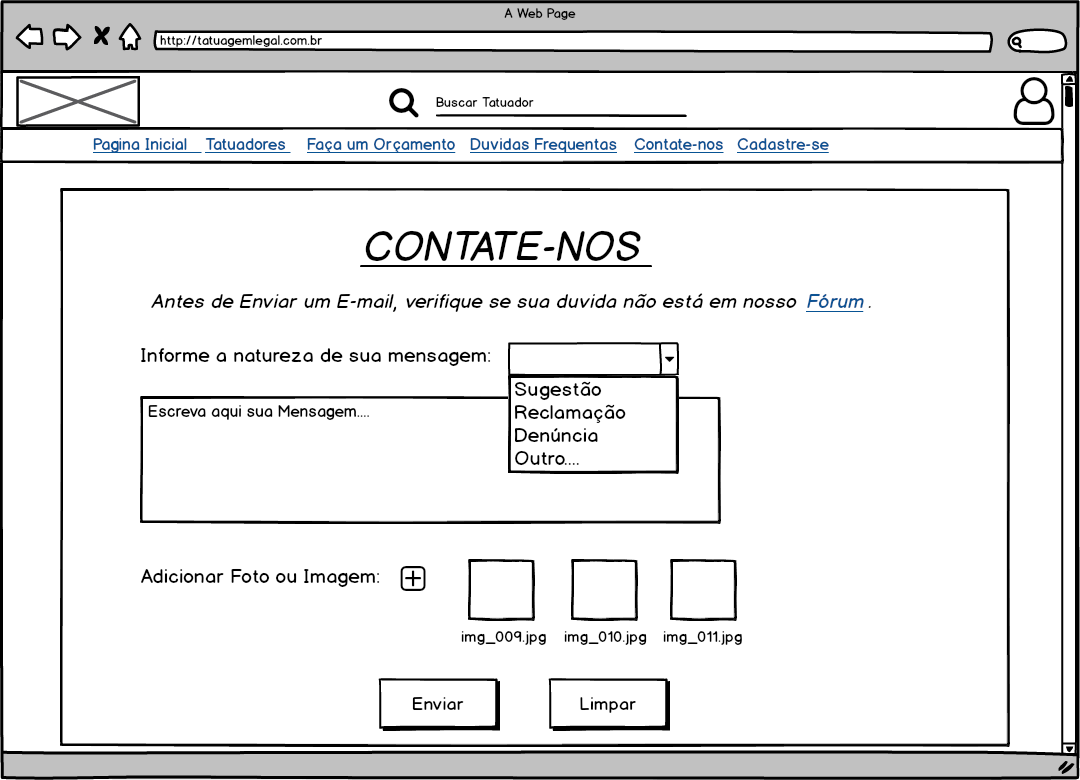 A Web Page
http://tatuagemlegal.com.br
Buscar Tatuador
Pagina Inicial Tatuadores Faça um Orçamento Duvidas Frequentas Contate-nos Cadastre-se
CONTATE-NOS
Antes de Enviar um E-mail, verifique se sua duvida não está em nosso Fórum .
Informe a natureza de sua mensagem:
Sugestão
Reclamação
Denúncia
Outro....
Escreva aqui sua Mensagem....
Adicionar Foto ou Imagem:
img_009.jpg img_010.jpg img_011.jpg
Enviar Limpar